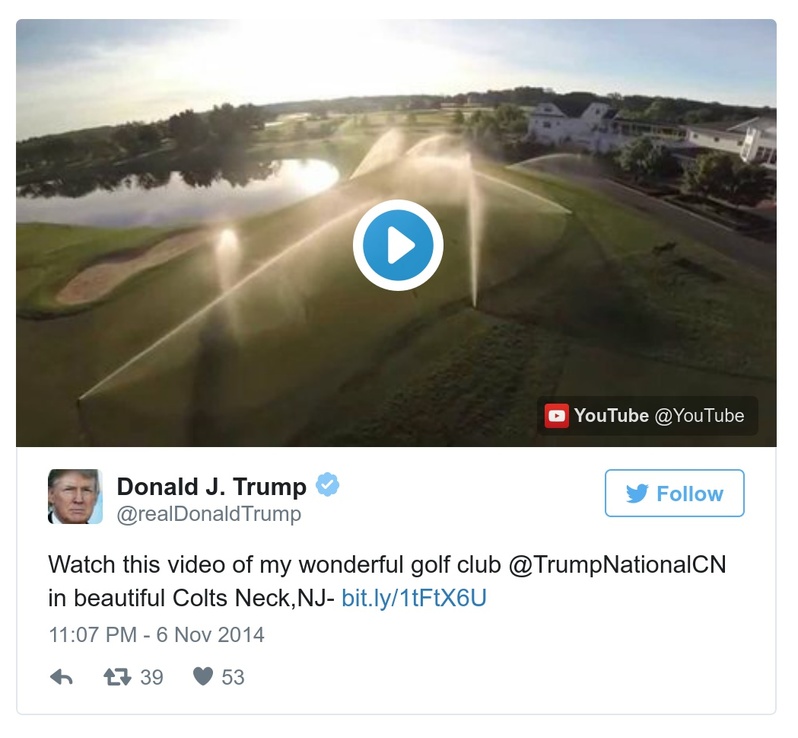 YouTube @YouTube
Donald J. Trump
Follow
@realDonaldTrump
Watch this video of my wonderful golf club @TrumpNationalCN
in beautiful Colts Neck,NJ- bit.ly/1tFtX6U
11:07 PM - 6 Nov 2014
39 53